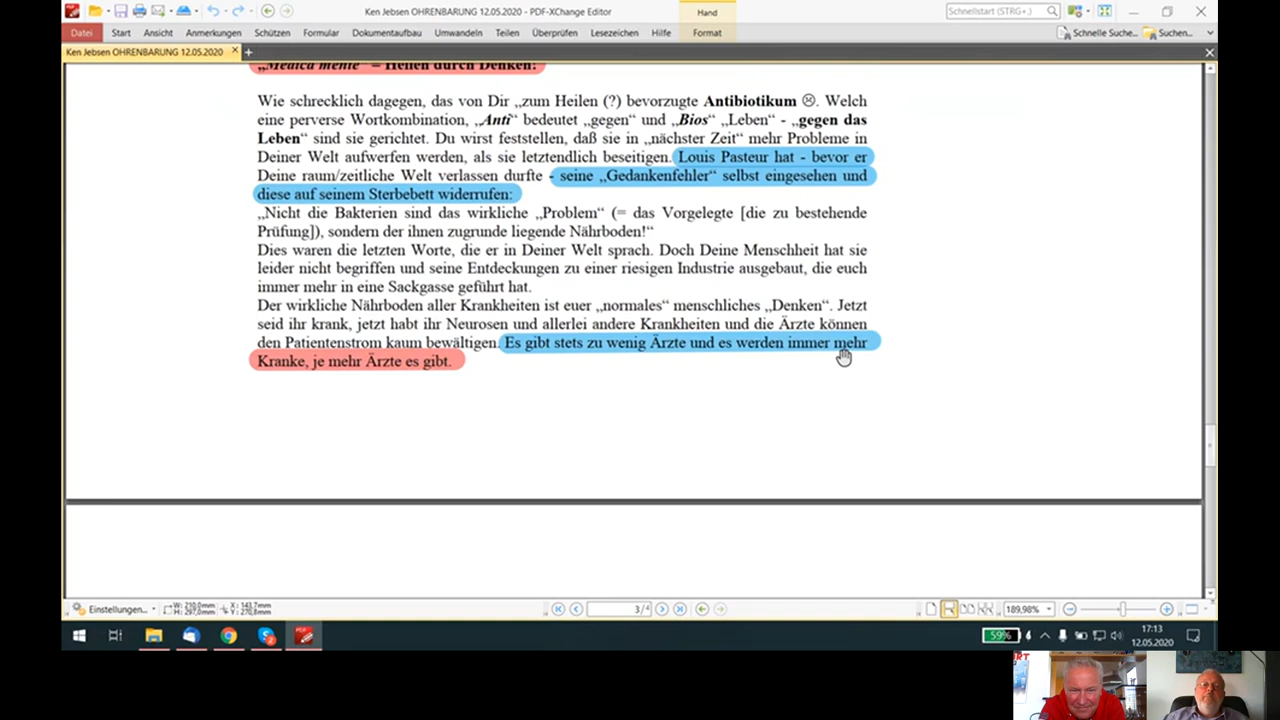 Ken Jebsen OHRENBARUNG 12.05.2020 - PDF-XChange Editor
Hand
Schnellstart (STRG+,)
Datei Start Ansicht Anmerkungen Schützen Formular Dokumentaufbau Umwandeln Teilen Überprüfen Lesezeichen Hilfe Format Schnelle Suche... Suchen...
Ken Jebsen OHRENBARUNG 12.05.2020
„Medica mente“ – Heilen durch Denken!
Wie schrecklich dagegen, das von Dir „zum Heilen (?) bevorzugte Antibiotikum ☹. Welch
eine perverse Wortkombination, „Anti“ bedeutet „gegen“ und „Bios“ „Leben“ - „gegen das
Leben“ sind sie gerichtet. Du wirst feststellen, daß sie in „nächster Zeit“ mehr Probleme in
Deiner Welt aufwerfen werden, als sie letztendlich beseitigen. Louis Pasteur hat - bevor er
Deine raum/zeitliche Welt verlassen durfte - seine „Gedankenfehler“ selbst eingesehen und
diese auf seinem Sterbebett widerrufen:
„Nicht die Bakterien sind das wirkliche „Problem“ (= das Vorgelegte [die zu bestehende
Prüfung]), sondern der ihnen zugrunde liegende Nährboden!“
Dies waren die letzten Worte, die er in Deiner Welt sprach. Doch Deine Menschheit hat sie
leider nicht begriffen und seine Entdeckungen zu einer riesigen Industrie ausgebaut, die euch
immer mehr in eine Sackgasse geführt hat.
Der wirkliche Nährboden aller Krankheiten ist euer „normales“ menschliches „Denken“. Jetzt
seid ihr krank, jetzt habt ihr Neurosen und allerlei andere Krankheiten und die Ärzte können
den Patientenstrom kaum bewältigen. Es gibt stets zu wenig Ärzte und es werden immer mehr
Kranke, je mehr Ärzte es gibt.
Einstellungen... W: 210,0mm X: 143,7mm 3/4 189,98%
H: 297,0mm Y: 270,8mm
59% 17:13
12.05.2020